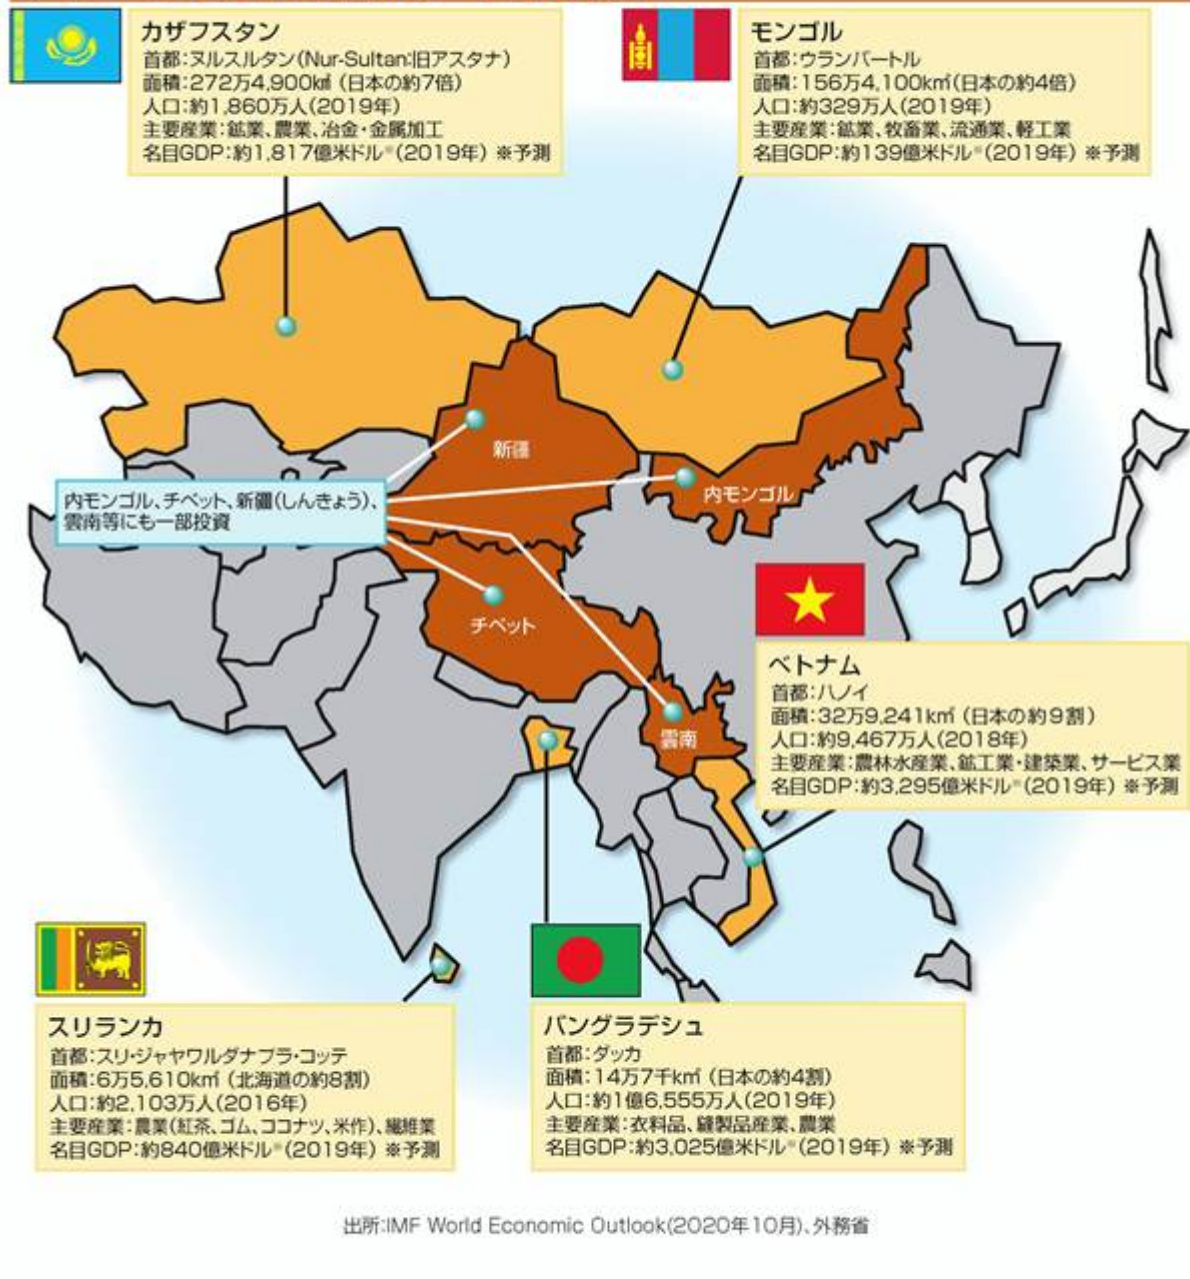 カザフスタン
首都:ヌルスルタン(Nur-Sultan:旧アスタナ)
面積:272万4,900k㎡ (日本の約7倍)
人口:約1,860万人(2019年)
主要産業:鉱業、農業、冶金・金属加工
名目GDP:約1,817億米ドル※(2019年) ※予測
モンゴル
首都:ウランバートル
面積:156万4,100k㎡(日本の約4倍)
人口:約329万人(2019年)
主要産業:鉱業、牧畜業、流通業、軽工業
名目GDP:約139億米ドル※(2019年) ※予測
新疆
内モンゴル
内モンゴル、チベット、新疆(しんきょう)、
雲南等にも一部投資
チベット
雲南
ベトナム
首都:ハノイ
面積:32万9,241k㎡ (日本の約9割)
人口:約9,467万人(2018年)
主要産業:農林水産業、鉱工業・建築業、サービス業
名目GDP:約3,295億米ドル※(2019年) ※予測
スリランカ
首都:スリ・ジャヤワルダナプラ・コッテ
面積:6万5,610k㎡ (北海道の約8割)
人口:約2,103万人(2016年)
主要産業:農業(紅茶、ゴム、ココナツ、米作)、繊維業
名目GDP:約840億米ドル※(2019年) ※予測
バングラデシュ
首都:ダッカ
面積:14万7千k㎡ (日本の約4割)
人口:約1億6,555万人(2019年)
主要産業:衣料品、縫製品産業、農業
名目GDP:約3,025億米ドル※(2019年) ※予測
出所:IMF World Economic Outlook(2020年10月)、外務省